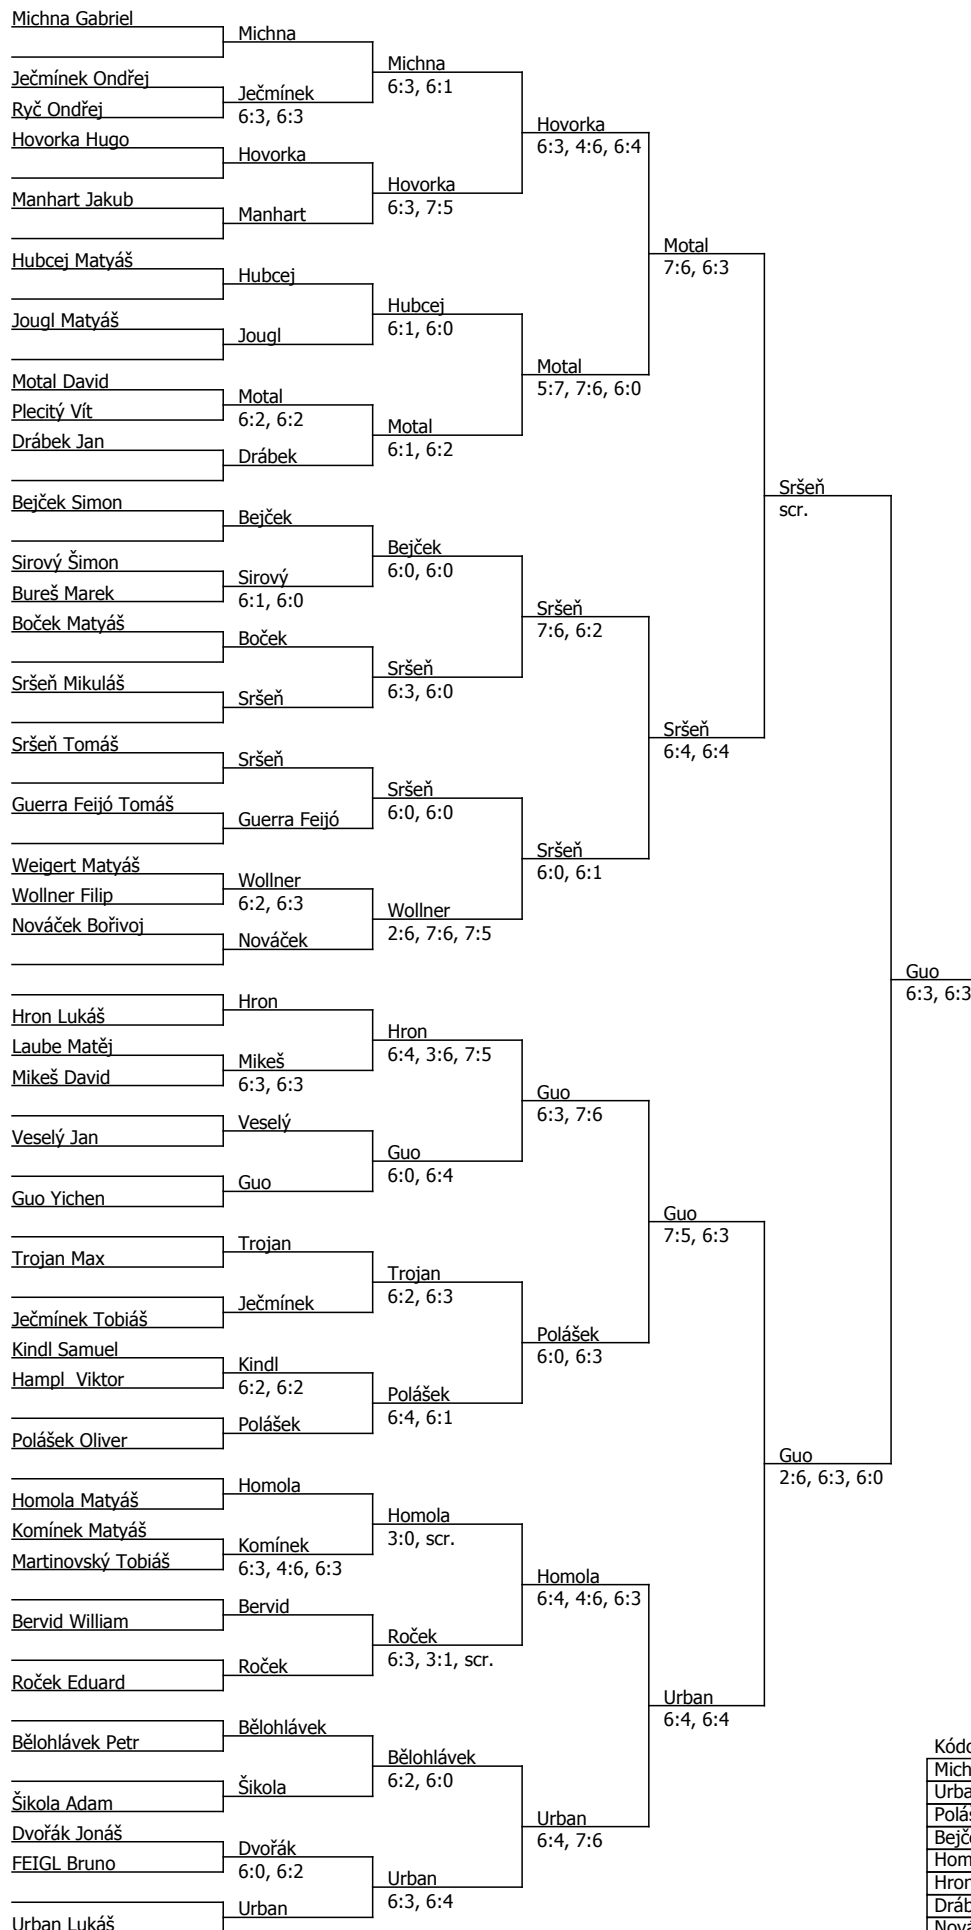 Michna Gabriel
Ječmínek Ondřej
Ryč Ondřej
Hovorka Hugo
Manhart Jakub
Hubcej Matyáš
Jougl Matyáš
Motal David
Plecitý Vít
Drábek Jan
Bejček Simon
Sirový Šimon
Bureš Marek
Boček Matyáš
Sršeň Mikuláš
Sršeň Tomáš
Guerra Feijó Tomáš
Weigert Matyáš
Wollner Filip
Nováček Bořivoj
Hron Lukáš
Laube Matěj
Mikeš David
Veselý Jan
Guo Yichen
Trojan Max
Ječmínek Tobiáš
Kindl Samuel
Hampl Viktor
Polášek Oliver
Homola Matyáš
Komínek Matyáš
Martinovský Tobiáš
Bervid William
Roček Eduard
Bělohlávek Petr
Šikola Adam
Dvořák Jonáš
FEIGL Bruno
Urban Lukáš
Michna
Ječmínek
6:3, 6:3
Hovorka
Manhart
Hubcej
Jougl
Motal
6:2, 6:2
Drábek
Bejček
Sirový
6:1, 6:0
Boček
Sršeň
Sršeň
Guerra Feijó
Wollner
6:2, 6:3
Nováček
Hron
Mikeš
6:3, 6:3
Veselý
Guo
Trojan
Ječmínek
Kindl
6:2, 6:2
Polášek
Homola
Komínek
6:3, 4:6, 6:3
Bervid
Roček
Bělohlávek
Šikola
Dvořák
6:0, 6:2
Urban
Michna
6:3, 6:1
Hovorka
6:3, 7:5
Hubcej
6:1, 6:0
Motal
6:1, 6:2
Bejček
6:0, 6:0
Sršeň
6:3, 6:0
Sršeň
6:0, 6:0
Wollner
2:6, 7:6, 7:5
Hron
6:4, 3:6, 7:5
Guo
6:0, 6:4
Trojan
6:2, 6:3
Polášek
6:4, 6:1
Homola
3:0, scr.
Roček
6:3, 3:1, scr.
Bělohlávek
6:2, 6:0
Urban
6:3, 6:4
Hovorka
6:3, 4:6, 6:4
Motal
5:7, 7:6, 6:0
Sršeň
7:6, 6:2
Sršeň
6:0, 6:1
Guo
6:3, 7:6
Polášek
6:0, 6:3
Homola
6:4, 4:6, 6:3
Urban
6:4, 7:6
Motal
7:6, 6:3
Sršeň
6:4, 6:4
Guo
7:5, 6:3
Urban
6:4, 6:4
Sršeň
scr.
Guo
2:6, 6:3, 6:0
Guo
6:3, 6:3